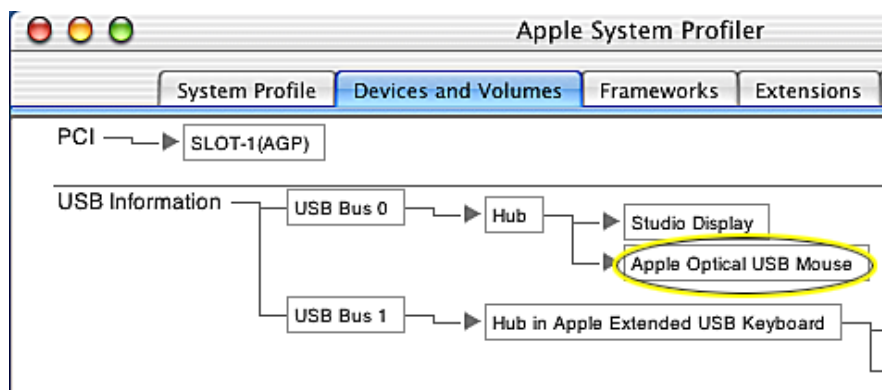 Apple System Profiler
System Profile Devices and Volumes Frameworks Extensions
PCI SLOT-1(AGP)
USB Information USB Bus 0 Hub Studio Display
Apple Optical USB Mouse
USB Bus 1 Hub in Apple Extended USB Keyboard